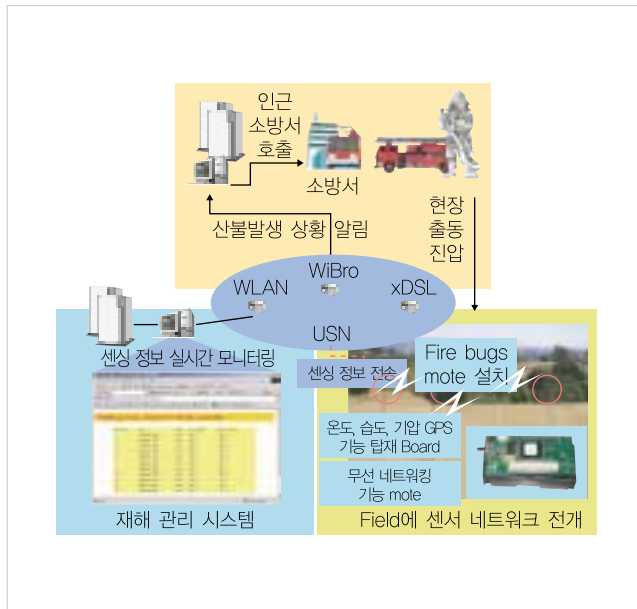 인근
소방서
호출
소방서
현장
출동
진압
산불발생 상황 알림
WiBro
WLAN
xDSL
USN
센싱 정보 실시간 모니터링
재해 관리 시스템
센싱 정보 전송
Fire bugs
mote 설치
온도, 습도, 기압 GPS
기능 탑재 Board
무선 네트워킹
기능 mote
Field에 센서 네트워크 전개